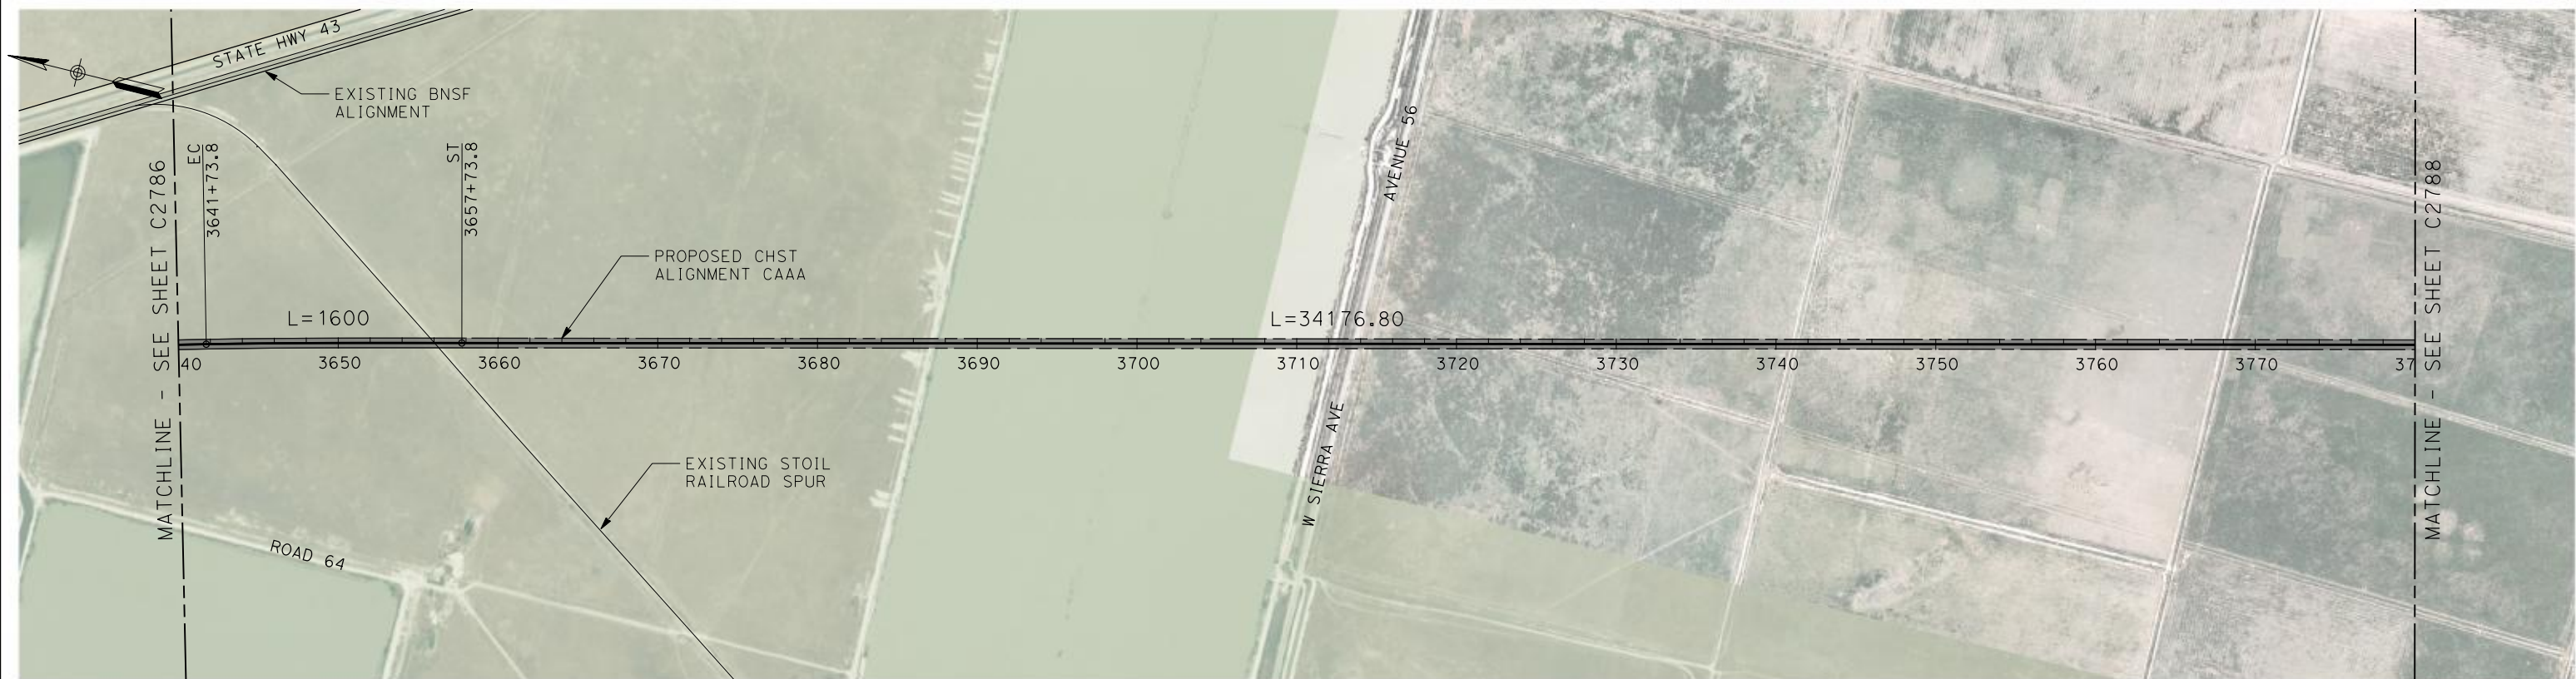 STATE HWY 43
EXISTING BNSF
ALIGNMENT
EC
3641+73.8
ST
3657+73.8
MATCHLINE - SEE SHEET C2786
PROPOSED CHST
ALIGNMENT CAAA
L=1600
L=34176.80
AVENUE 56
W SIERRA AVE
40
3650
3660
3670
3680
3690
3700
3710
3720
3730
3740
3750
3760
3770
37
MATCHLINE - SEE SHEET C2788
EXISTING STOIL
RAILROAD SPUR
ROAD 64